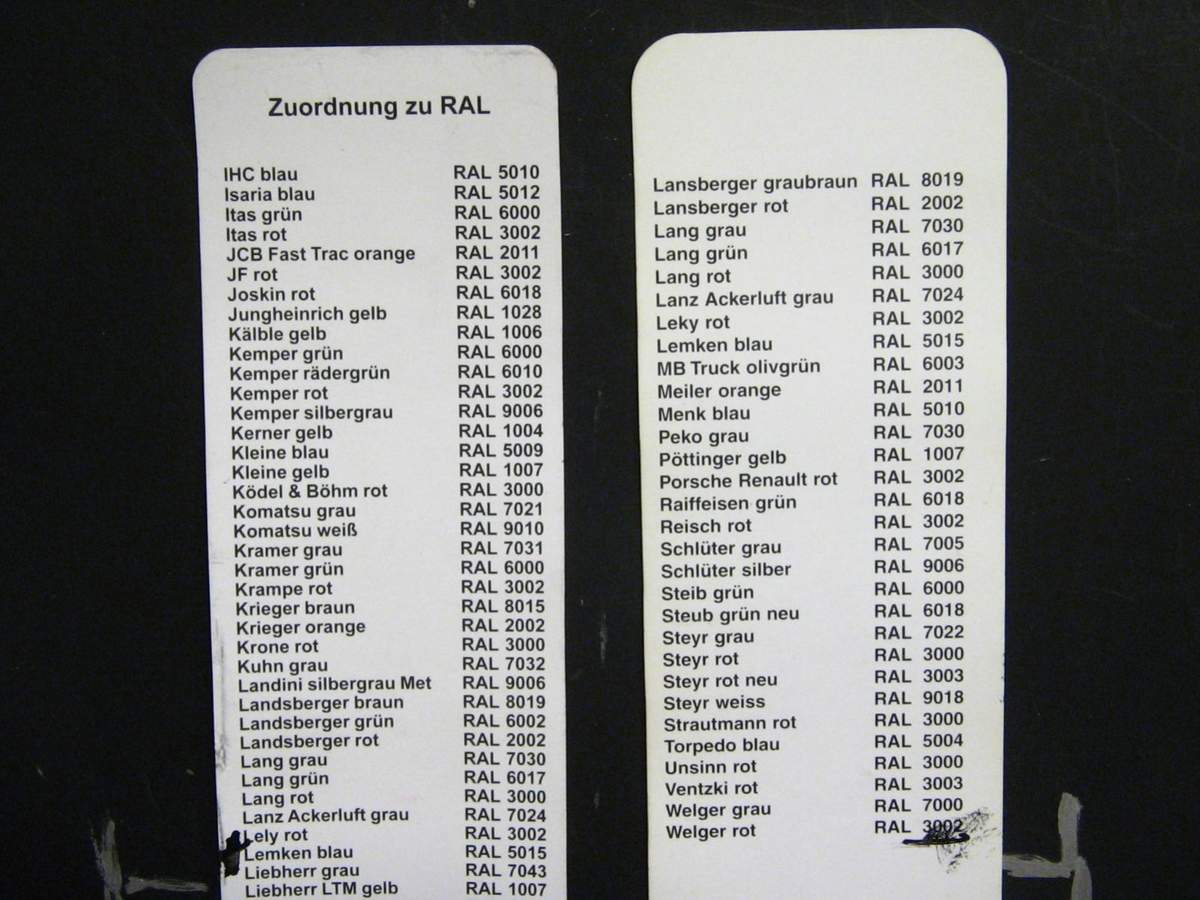 Zuordnung zu RAL
IHC blau RAL 5010
Isaria blau RAL 5012
Itas grün RAL 6000
Itas rot RAL 3002
JCB Fast Trac orange RAL 2011
JF rot RAL 3002
Joskin rot RAL 6018
Jungheinrich gelb RAL 1028
Kälble gelb RAL 1006
Kemper grün RAL 6000
Kemper rädergrün RAL 6010
Kemper rot RAL 3002
Kemper silbergrau RAL 9006
Kerner gelb RAL 1004
Kleine blau RAL 5009
Kleine gelb RAL 1007
Ködel & Böhm rot RAL 3000
Komatsu grau RAL 7021
Komatsu weiß RAL 9010
Kramer grau RAL 7031
Kramer grün RAL 6000
Krampe rot RAL 3002
Krieger braun RAL 8015
Krieger orange RAL 2002
Krone rot RAL 3000
Kuhn grau RAL 7032
Landini silbergrau Met RAL 9006
Landsberger braun RAL 8019
Landsberger grün RAL 6002
Landsberger rot RAL 2002
Lang grau RAL 7030
Lang grün RAL 6017
Lang rot RAL 3000
Lanz Ackerluft grau RAL 7024
Lely rot RAL 3002
Lemken blau RAL 5015
Liebherr grau RAL 7043
Liebherr LTM gelb RAL 1007
Lansberger graubraun RAL 8019
Lansberger rot RAL 2002
Lang grau RAL 7030
Lang grün RAL 6017
Lang rot RAL 3000
Lanz Ackerluft grau RAL 7024
Leky rot RAL 3002
Lemken blau RAL 5015
MB Truck olivgrün RAL 6003
Meiler orange RAL 2011
Menk blau RAL 5010
Peko grau RAL 7030
Pöttinger gelb RAL 1007
Porsche Renault rot RAL 3002
Raiffeisen grün RAL 6018
Reisch rot RAL 3002
Schlüter grau RAL 7005
Schlüter silber RAL 9006
Steib grün RAL 6000
Steub grün neu RAL 6018
Steyr grau RAL 7022
Steyr rot RAL 3000
Steyr rot neu RAL 3003
Steyr weiss RAL 9018
Strautmann rot RAL 3000
Torpedo blau RAL 5004
Unsinn rot RAL 3000
Ventzki rot RAL 3003
Welger grau RAL 7000
Welger rot RAL 3002